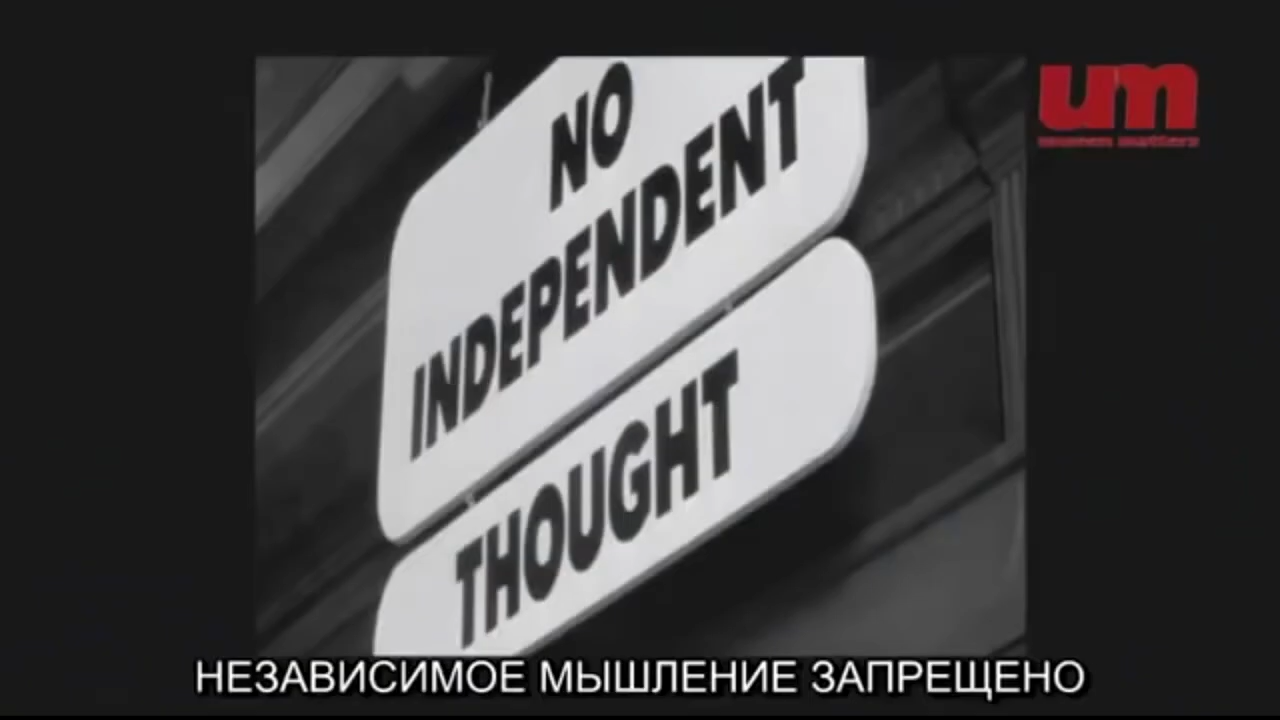 NO
INDEPENDENT
THOUGHT
um
НЕЗАВИСИМОЕ МЫШЛЕНИЕ ЗАПРЕЩЕНО